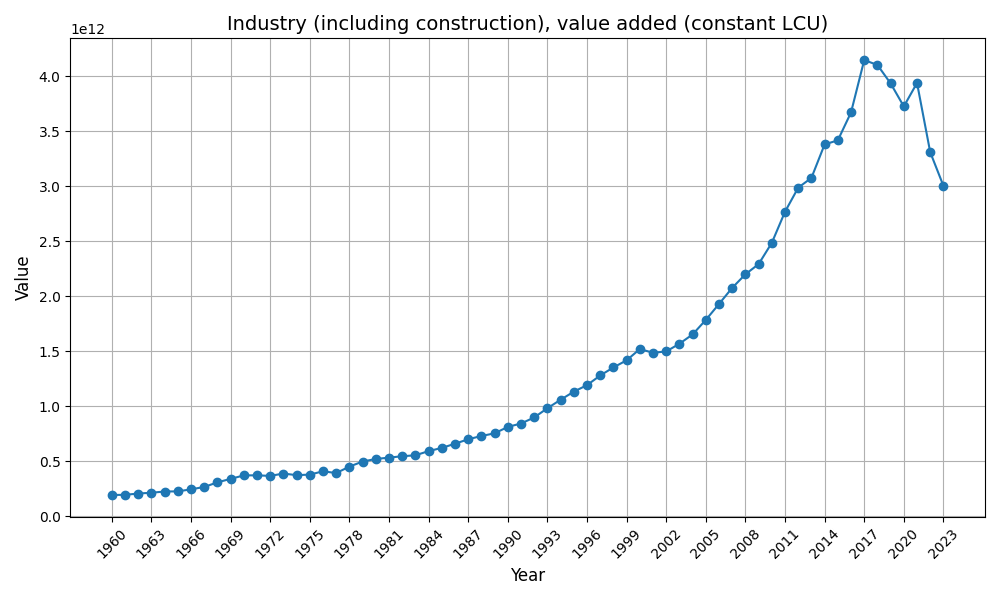 Industry (including construction), value added (constant LCU)
1e12
4.0
3.5
3.0
2.5
2.0
1.5
1.0
0.5
0.0
Value
1960 1963 1966 1969 1972 1975 1978 1981 1984 1987 1990 1993 1996 1999 2002 2005 2008 2011 2014 2017 2020 2023
Year